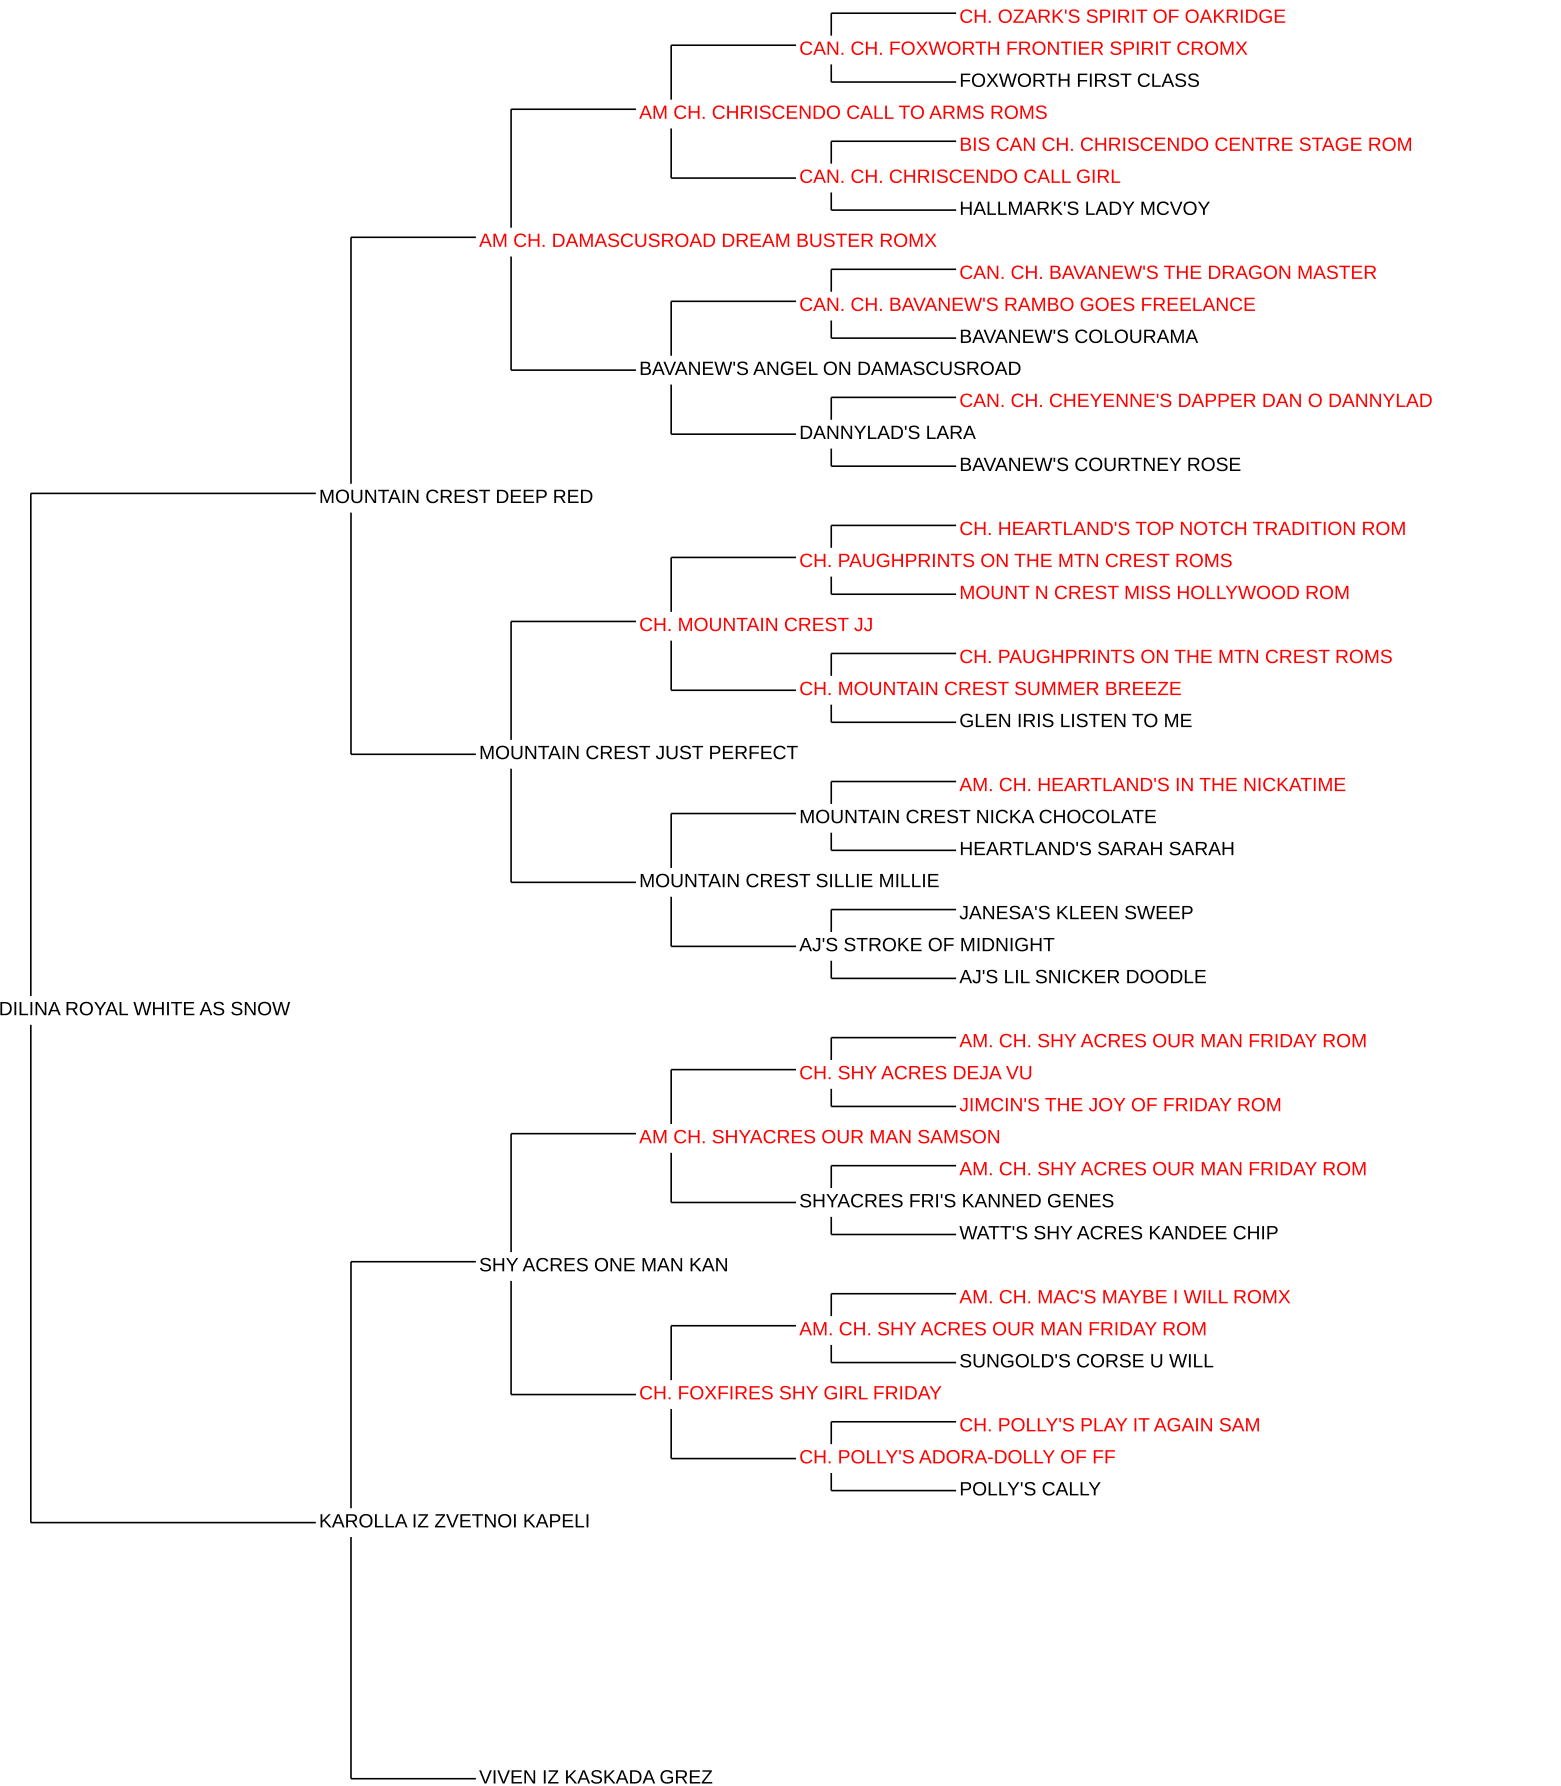 CH. OZARK'S SPIRIT OF OAKRIDGE
CAN. CH. FOXWORTH FRONTIER SPIRIT CROMX
FOXWORTH FIRST CLASS
AM CH. CHRISCENDO CALL TO ARMS ROMS
BIS CAN CH. CHRISCENDO CENTRE STAGE ROM
CAN. CH. CHRISCENDO CALL GIRL
HALLMARK'S LADY MCVOY
AM CH. DAMASCUSROAD DREAM BUSTER ROMX
CAN. CH. BAVANEW'S THE DRAGON MASTER
CAN. CH. BAVANEW'S RAMBO GOES FREELANCE
BAVANEW'S COLOURAMA
BAVANEW'S ANGEL ON DAMASCUSROAD
CAN. CH. CHEYENNE'S DAPPER DAN O DANNYLAD
DANNYLAD'S LARA
BAVANEW'S COURTNEY ROSE
MOUNTAIN CREST DEEP RED
CH. HEARTLAND'S TOP NOTCH TRADITION ROM
CH. PAUGHPRINTS ON THE MTN CREST ROMS
MOUNT N CREST MISS HOLLYWOOD ROM
CH. MOUNTAIN CREST JJ
CH. PAUGHPRINTS ON THE MTN CREST ROMS
CH. MOUNTAIN CREST SUMMER BREEZE
GLEN IRIS LISTEN TO ME
MOUNTAIN CREST JUST PERFECT
AM. CH. HEARTLAND'S IN THE NICKATIME
MOUNTAIN CREST NICKA CHOCOLATE
HEARTLAND'S SARAH SARAH
MOUNTAIN CREST SILLIE MILLIE
JANESA'S KLEEN SWEEP
AJ'S STROKE OF MIDNIGHT
AJ'S LIL SNICKER DOODLE
DILINA ROYAL WHITE AS SNOW
AM. CH. SHY ACRES OUR MAN FRIDAY ROM
CH. SHY ACRES DEJA VU
JIMCIN'S THE JOY OF FRIDAY ROM
AM CH. SHYACRES OUR MAN SAMSON
AM. CH. SHY ACRES OUR MAN FRIDAY ROM
SHYACRES FRI'S KANNED GENES
WATT'S SHY ACRES KANDEE CHIP
SHY ACRES ONE MAN KAN
AM. CH. MAC'S MAYBE I WILL ROMX
AM. CH. SHY ACRES OUR MAN FRIDAY ROM
SUNGOLD'S CORSE U WILL
CH. FOXFIRES SHY GIRL FRIDAY
CH. POLLY'S PLAY IT AGAIN SAM
CH. POLLY'S ADORA-DOLLY OF FF
POLLY'S CALLY
KAROLLA IZ ZVETNOI KAPELI
VIVEN IZ KASKADA GREZ